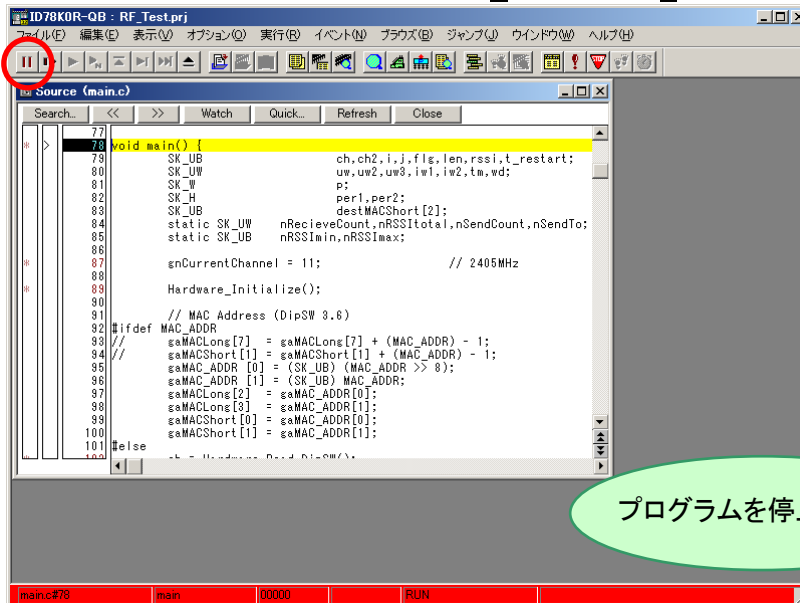 ID78K0R-QB : RF_Test.prj
ファイル(F) 編集(E) 表示(V) オプション(O) 実行(R) イベント(N) ブラウズ(B) ジャンプ(J) ウインドウ(W) ヘルプ(H)
Source (main.c)
Search... << >> Watch Quick... Refresh Close
77
* > 78 void main() {
79 SK_UB ch,ch2,i,j,flg,len,rssi,t_restart;
80 SK_UW uw,uw2,uw3,iw1,iw2,tm,wd;
81 SK_W p;
82 SK_H per1,per2;
83 SK_UB destMACShort[2];
84 static SK_UW nRecieveCount,nRSSItotal,nSendCount,nSendTo;
85 static SK_UB nRSSImin,nRSSImax;
86
* 87 gnCurrentChannel = 11; // 2405MHz
88
* 89 Hardware_Initialize();
90
91 // MAC Address (DipSW 3.6)
92 #ifdef MAC_ADDR
93 // gaMACLong[7] = gaMACLong[7] + (MAC_ADDR) - 1;
94 // gaMACShort[1] = gaMACShort[1] + (MAC_ADDR) - 1;
95 gaMAC_ADDR [0] = (SK_UB) (MAC_ADDR >> 8);
96 gaMAC_ADDR [1] = (SK_UB) MAC_ADDR;
97 gaMACLong[2] = gaMAC_ADDR[0];
98 gaMACLong[3] = gaMAC_ADDR[1];
99 gaMACShort[0] = gaMAC_ADDR[0];
100 gaMACShort[1] = gaMAC_ADDR[1];
101 #else
プログラムを停
main.c#78 main 00000 RUN